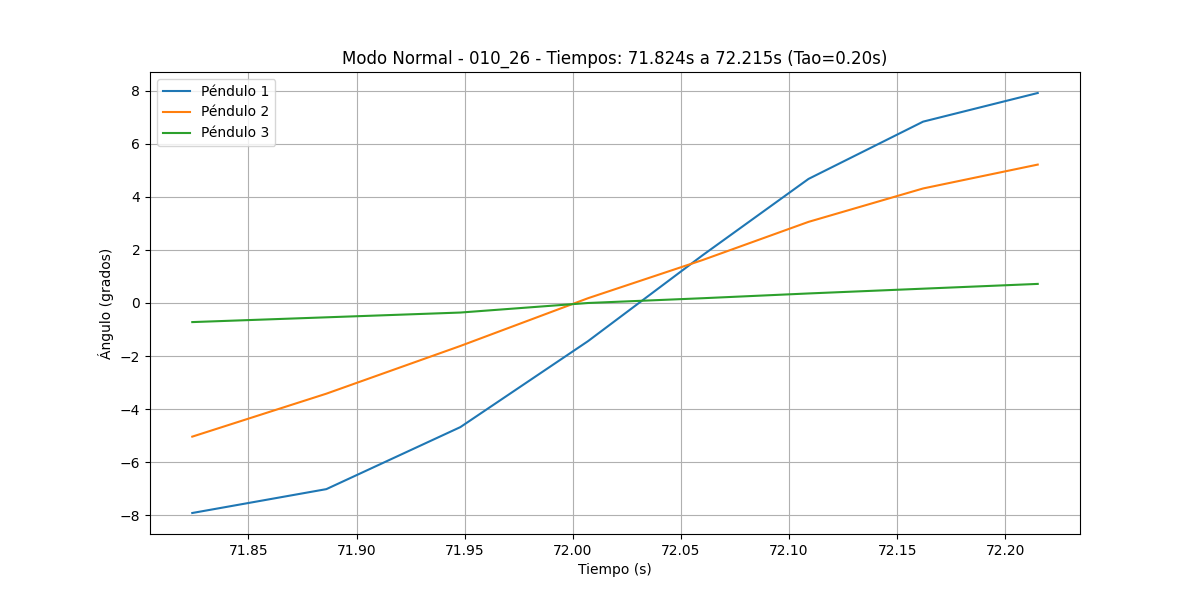 Modo Normal - 010_26 - Tiempos: 71.824s a 72.215s (Tao=0.20s)
Péndulo 1
Péndulo 2
Péndulo 3
Ángulo (grados)
8
6
4
2
0
−2
−4
−6
−8
71.85 71.90 71.95 72.00 72.05 72.10 72.15 72.20
Tiempo (s)